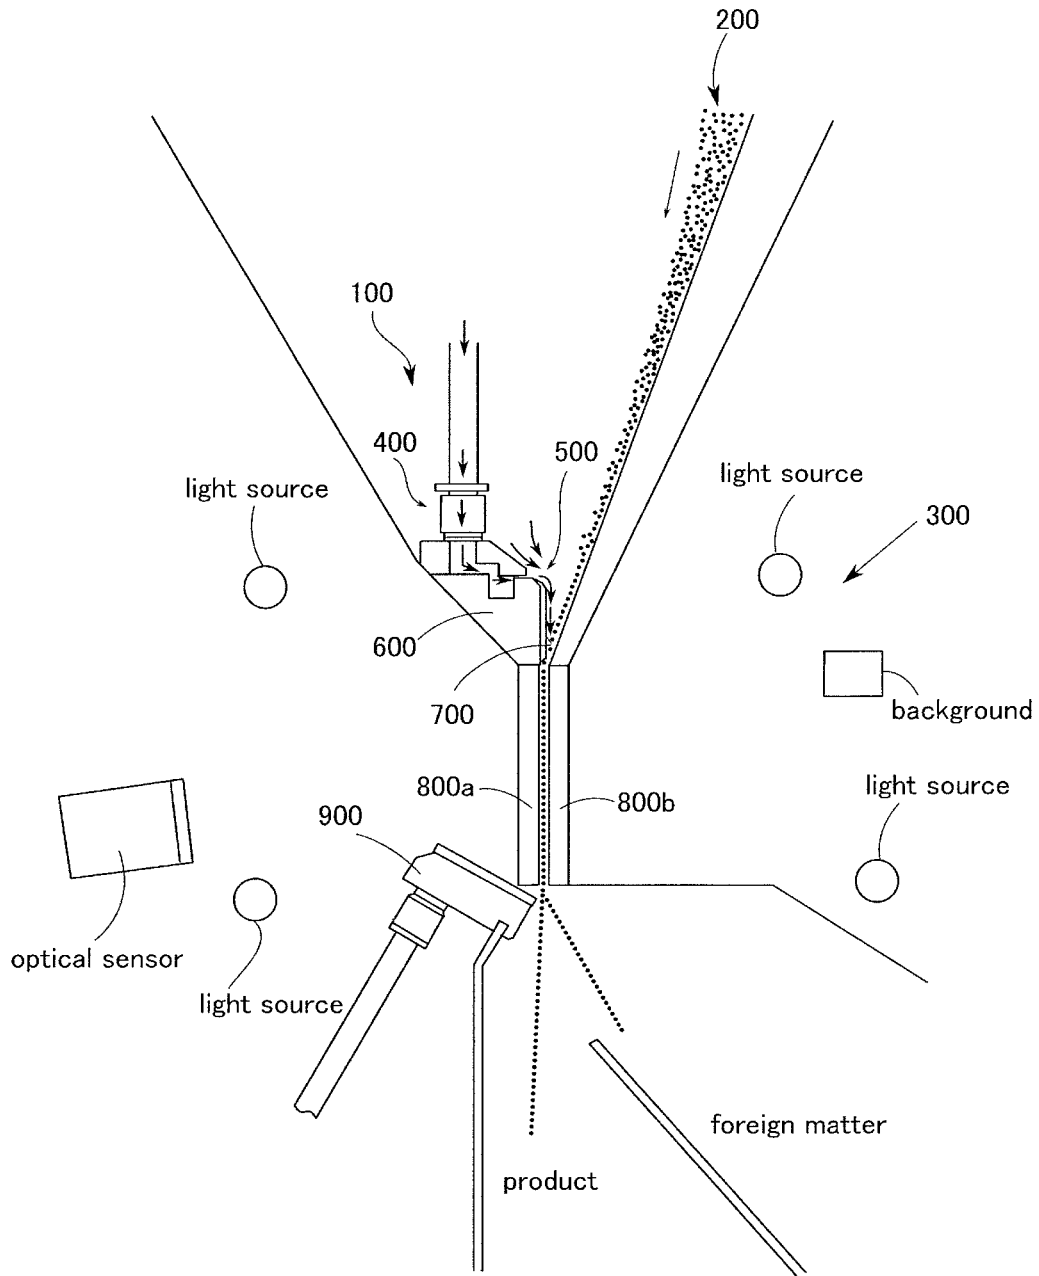 200
100
400
500
light source
light source
300
600
700
background
800a
800b
light source
900
optical sensor
light source
foreign matter
product